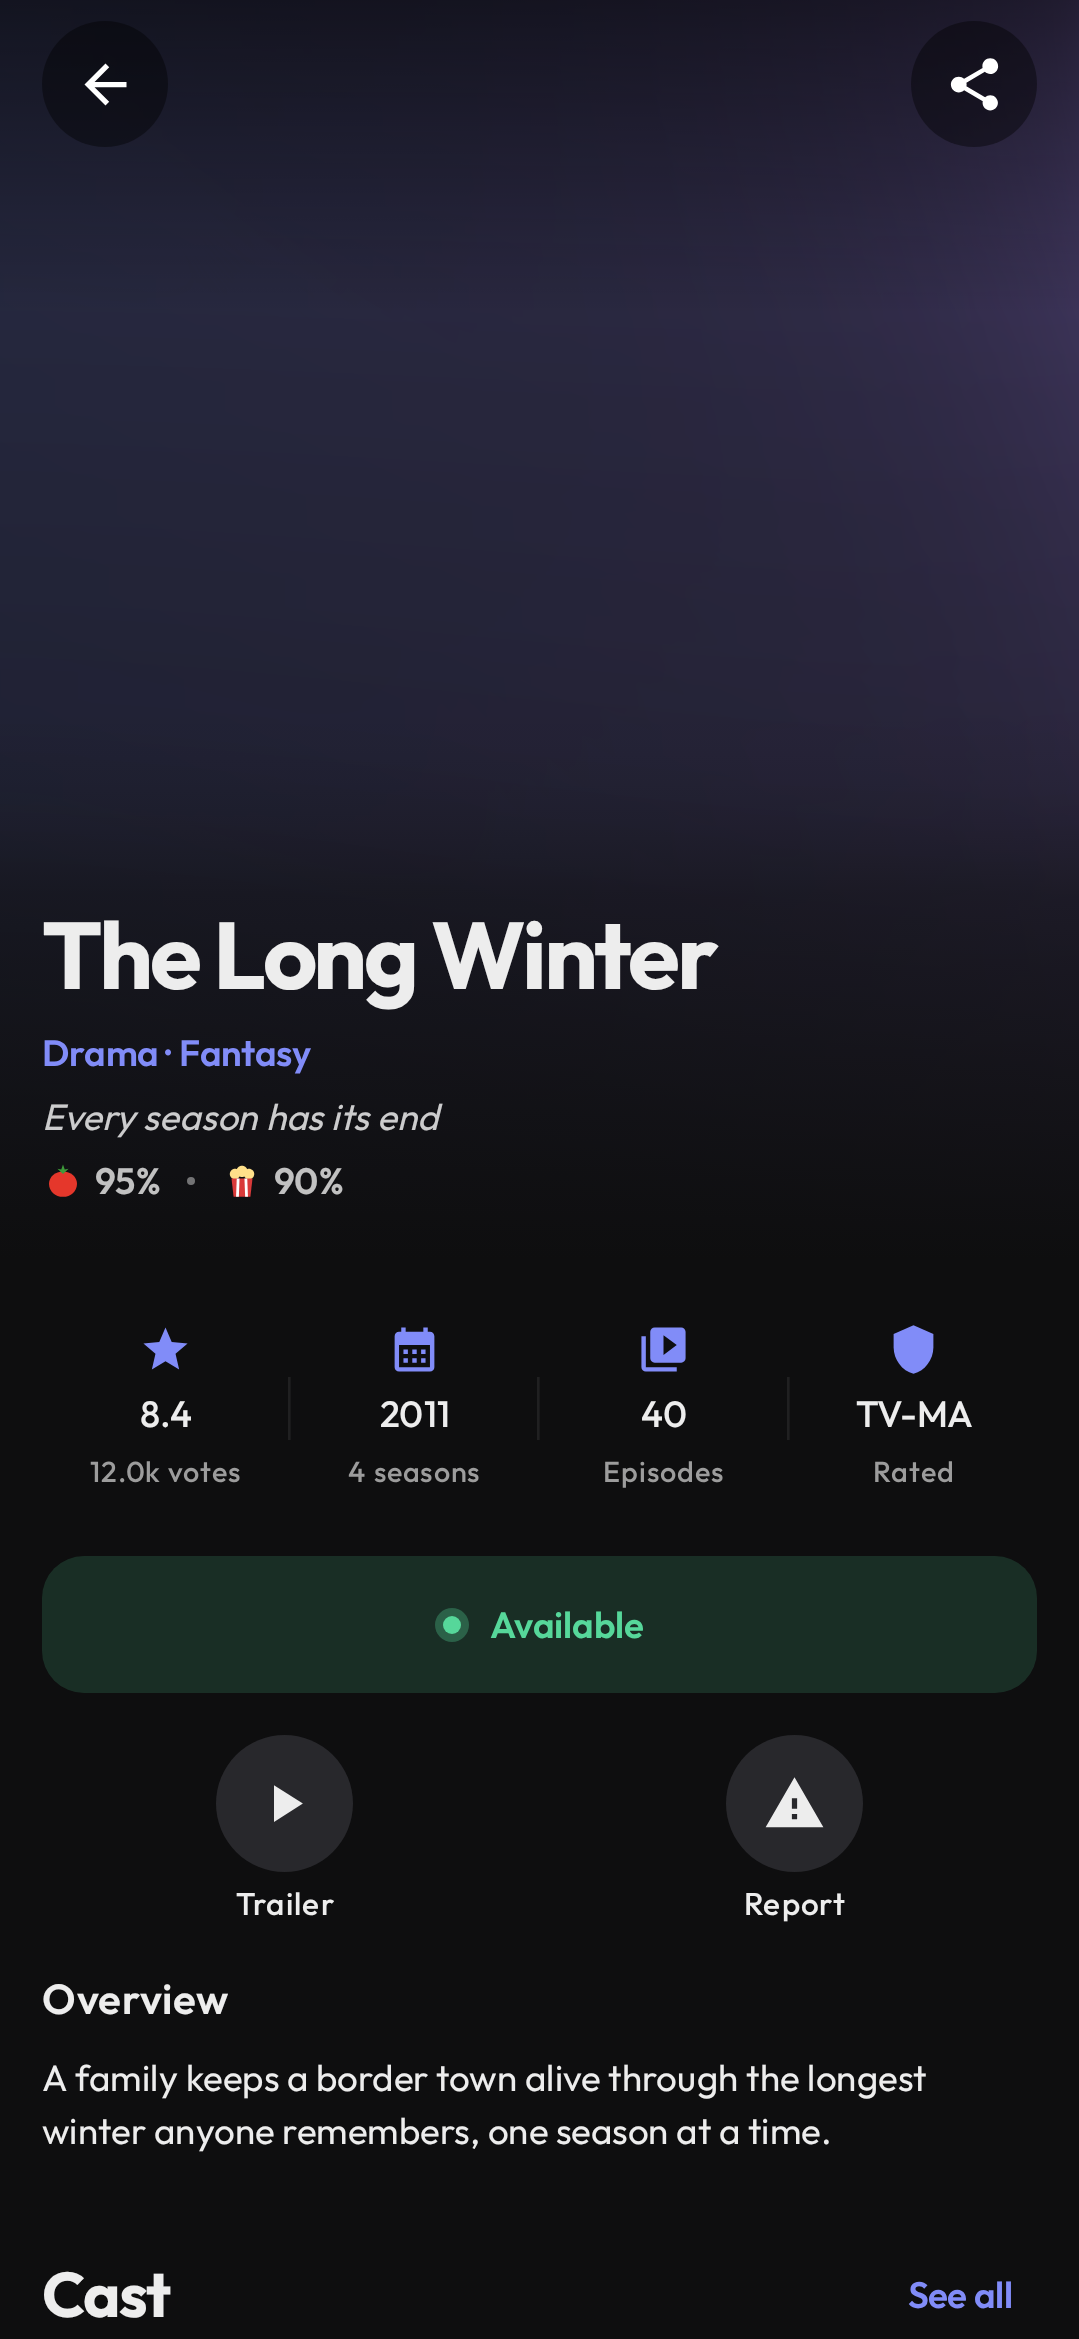 The Long Winter
Drama · Fantasy
Every season has its end
95% • 90%
8.4
12.0k votes
2011
4 seasons
40
Episodes
TV-MA
Rated
Available
Trailer
Report
Overview
A family keeps a border town alive through the longest
winter anyone remembers, one season at a time.
Cast
See all